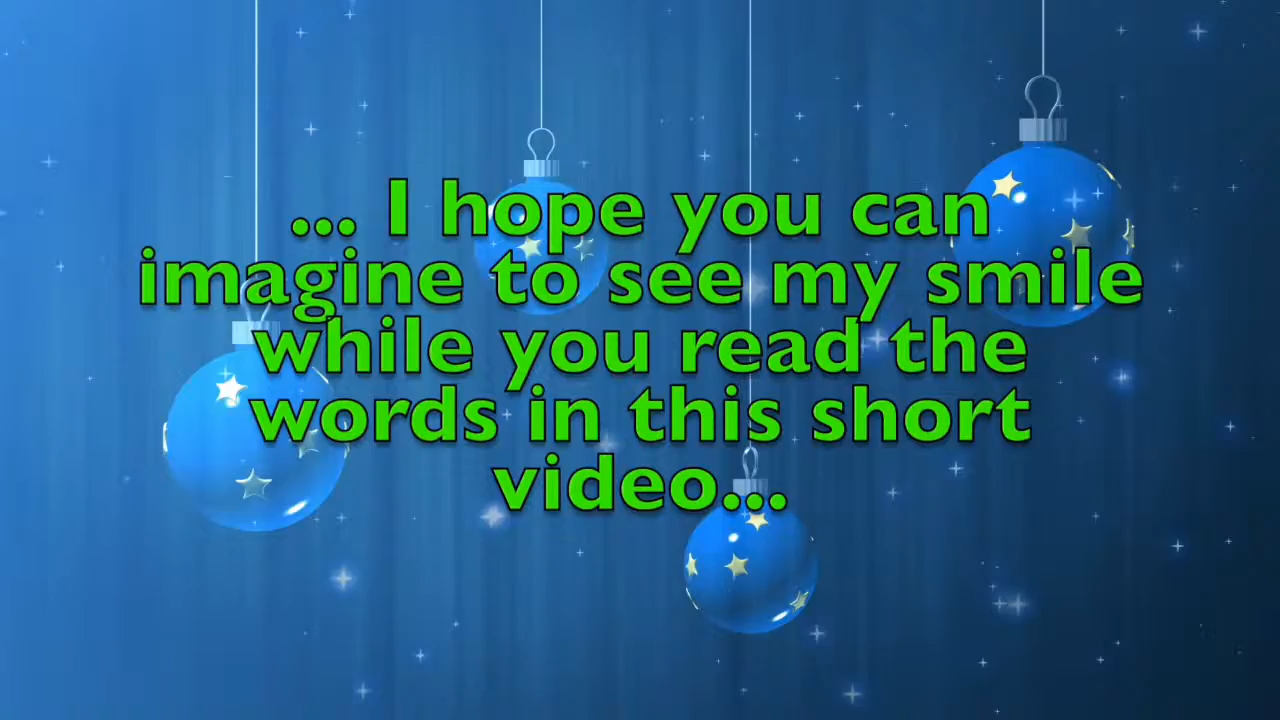 ... I hope you can
imagine to see my smile
while you read the
words in this short
video...